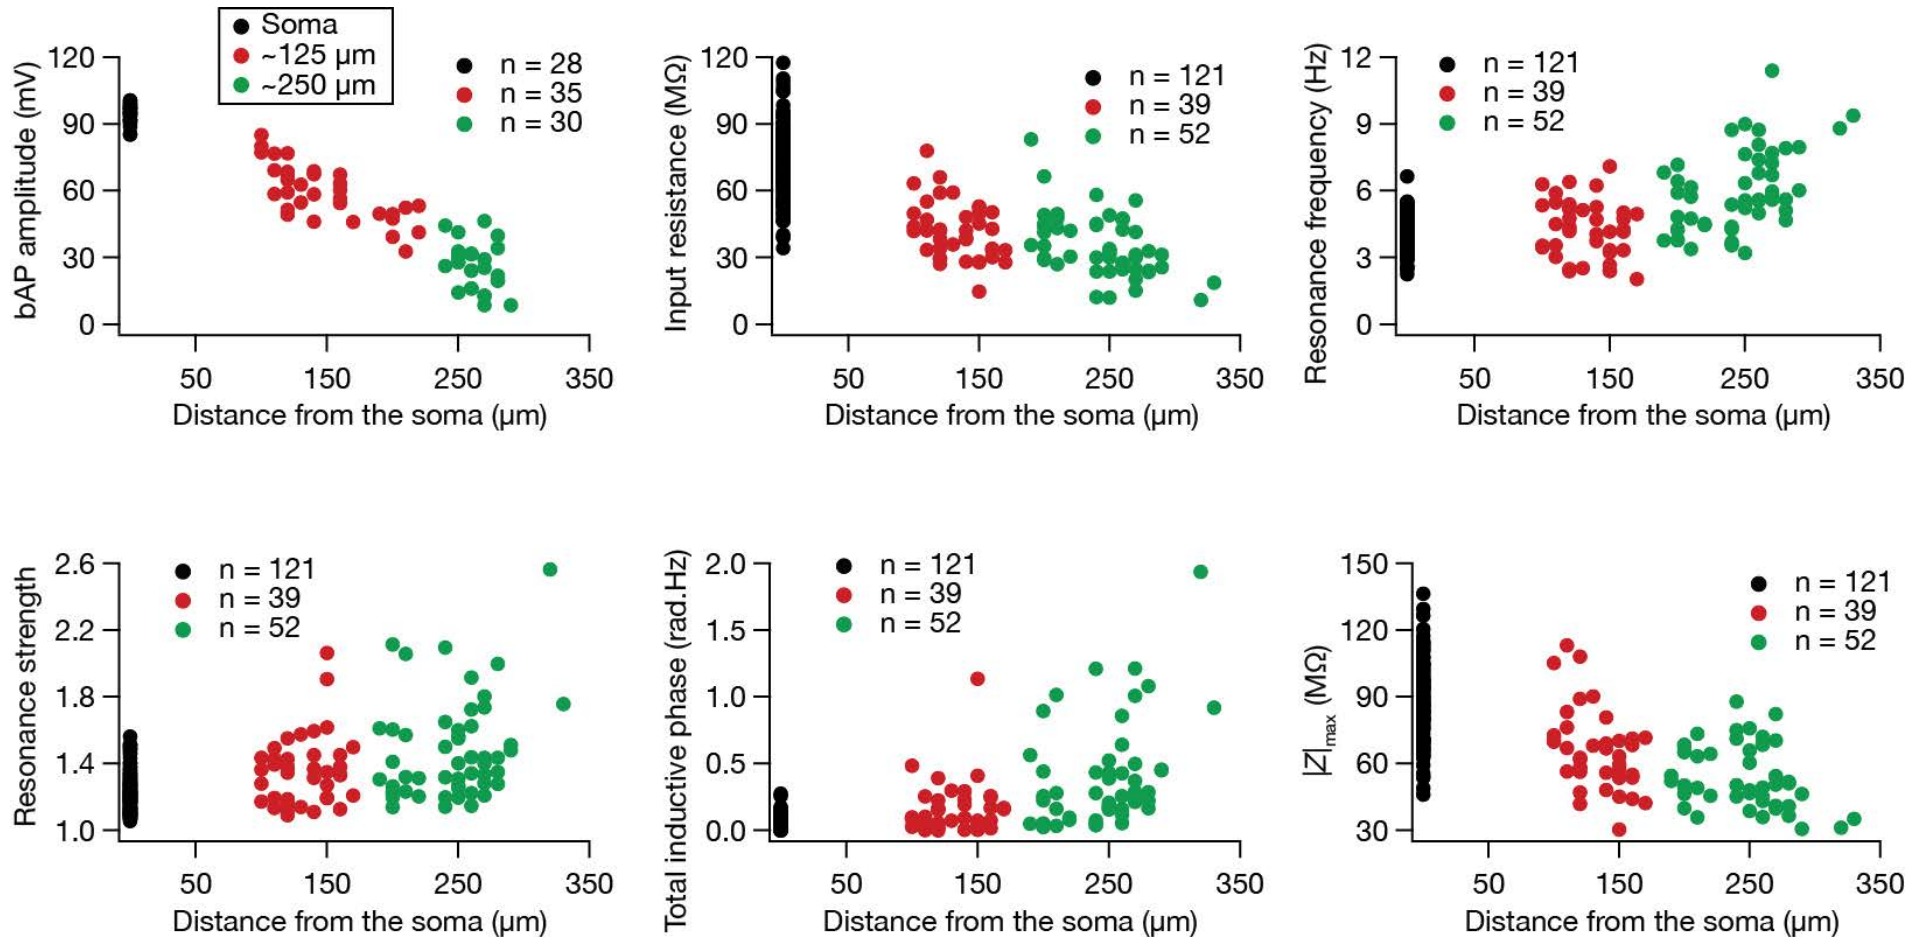 Soma
~125 µm
~250 µm
n = 28
n = 35
n = 30
120
90
60
30
0
bAP amplitude (mV)
50 150 250 350
Distance from the soma (µm)
n = 121
n = 39
n = 52
120
90
60
30
0
Input resistance (MΩ)
50 150 250 350
Distance from the soma (µm)
n = 121
n = 39
n = 52
12
9
6
3
0
Resonance frequency (Hz)
50 150 250 350
Distance from the soma (µm)
n = 121
n = 39
n = 52
2.6
2.2
1.8
1.4
1.0
Resonance strength
50 150 250 350
Distance from the soma (µm)
n = 121
n = 39
n = 52
2.0
1.5
1.0
0.5
0.0
Total inductive phase (rad.Hz)
50 150 250 350
Distance from the soma (µm)
n = 121
n = 39
n = 52
150
120
90
60
30
|Z|max (MΩ)
50 150 250 350
Distance from the soma (µm)